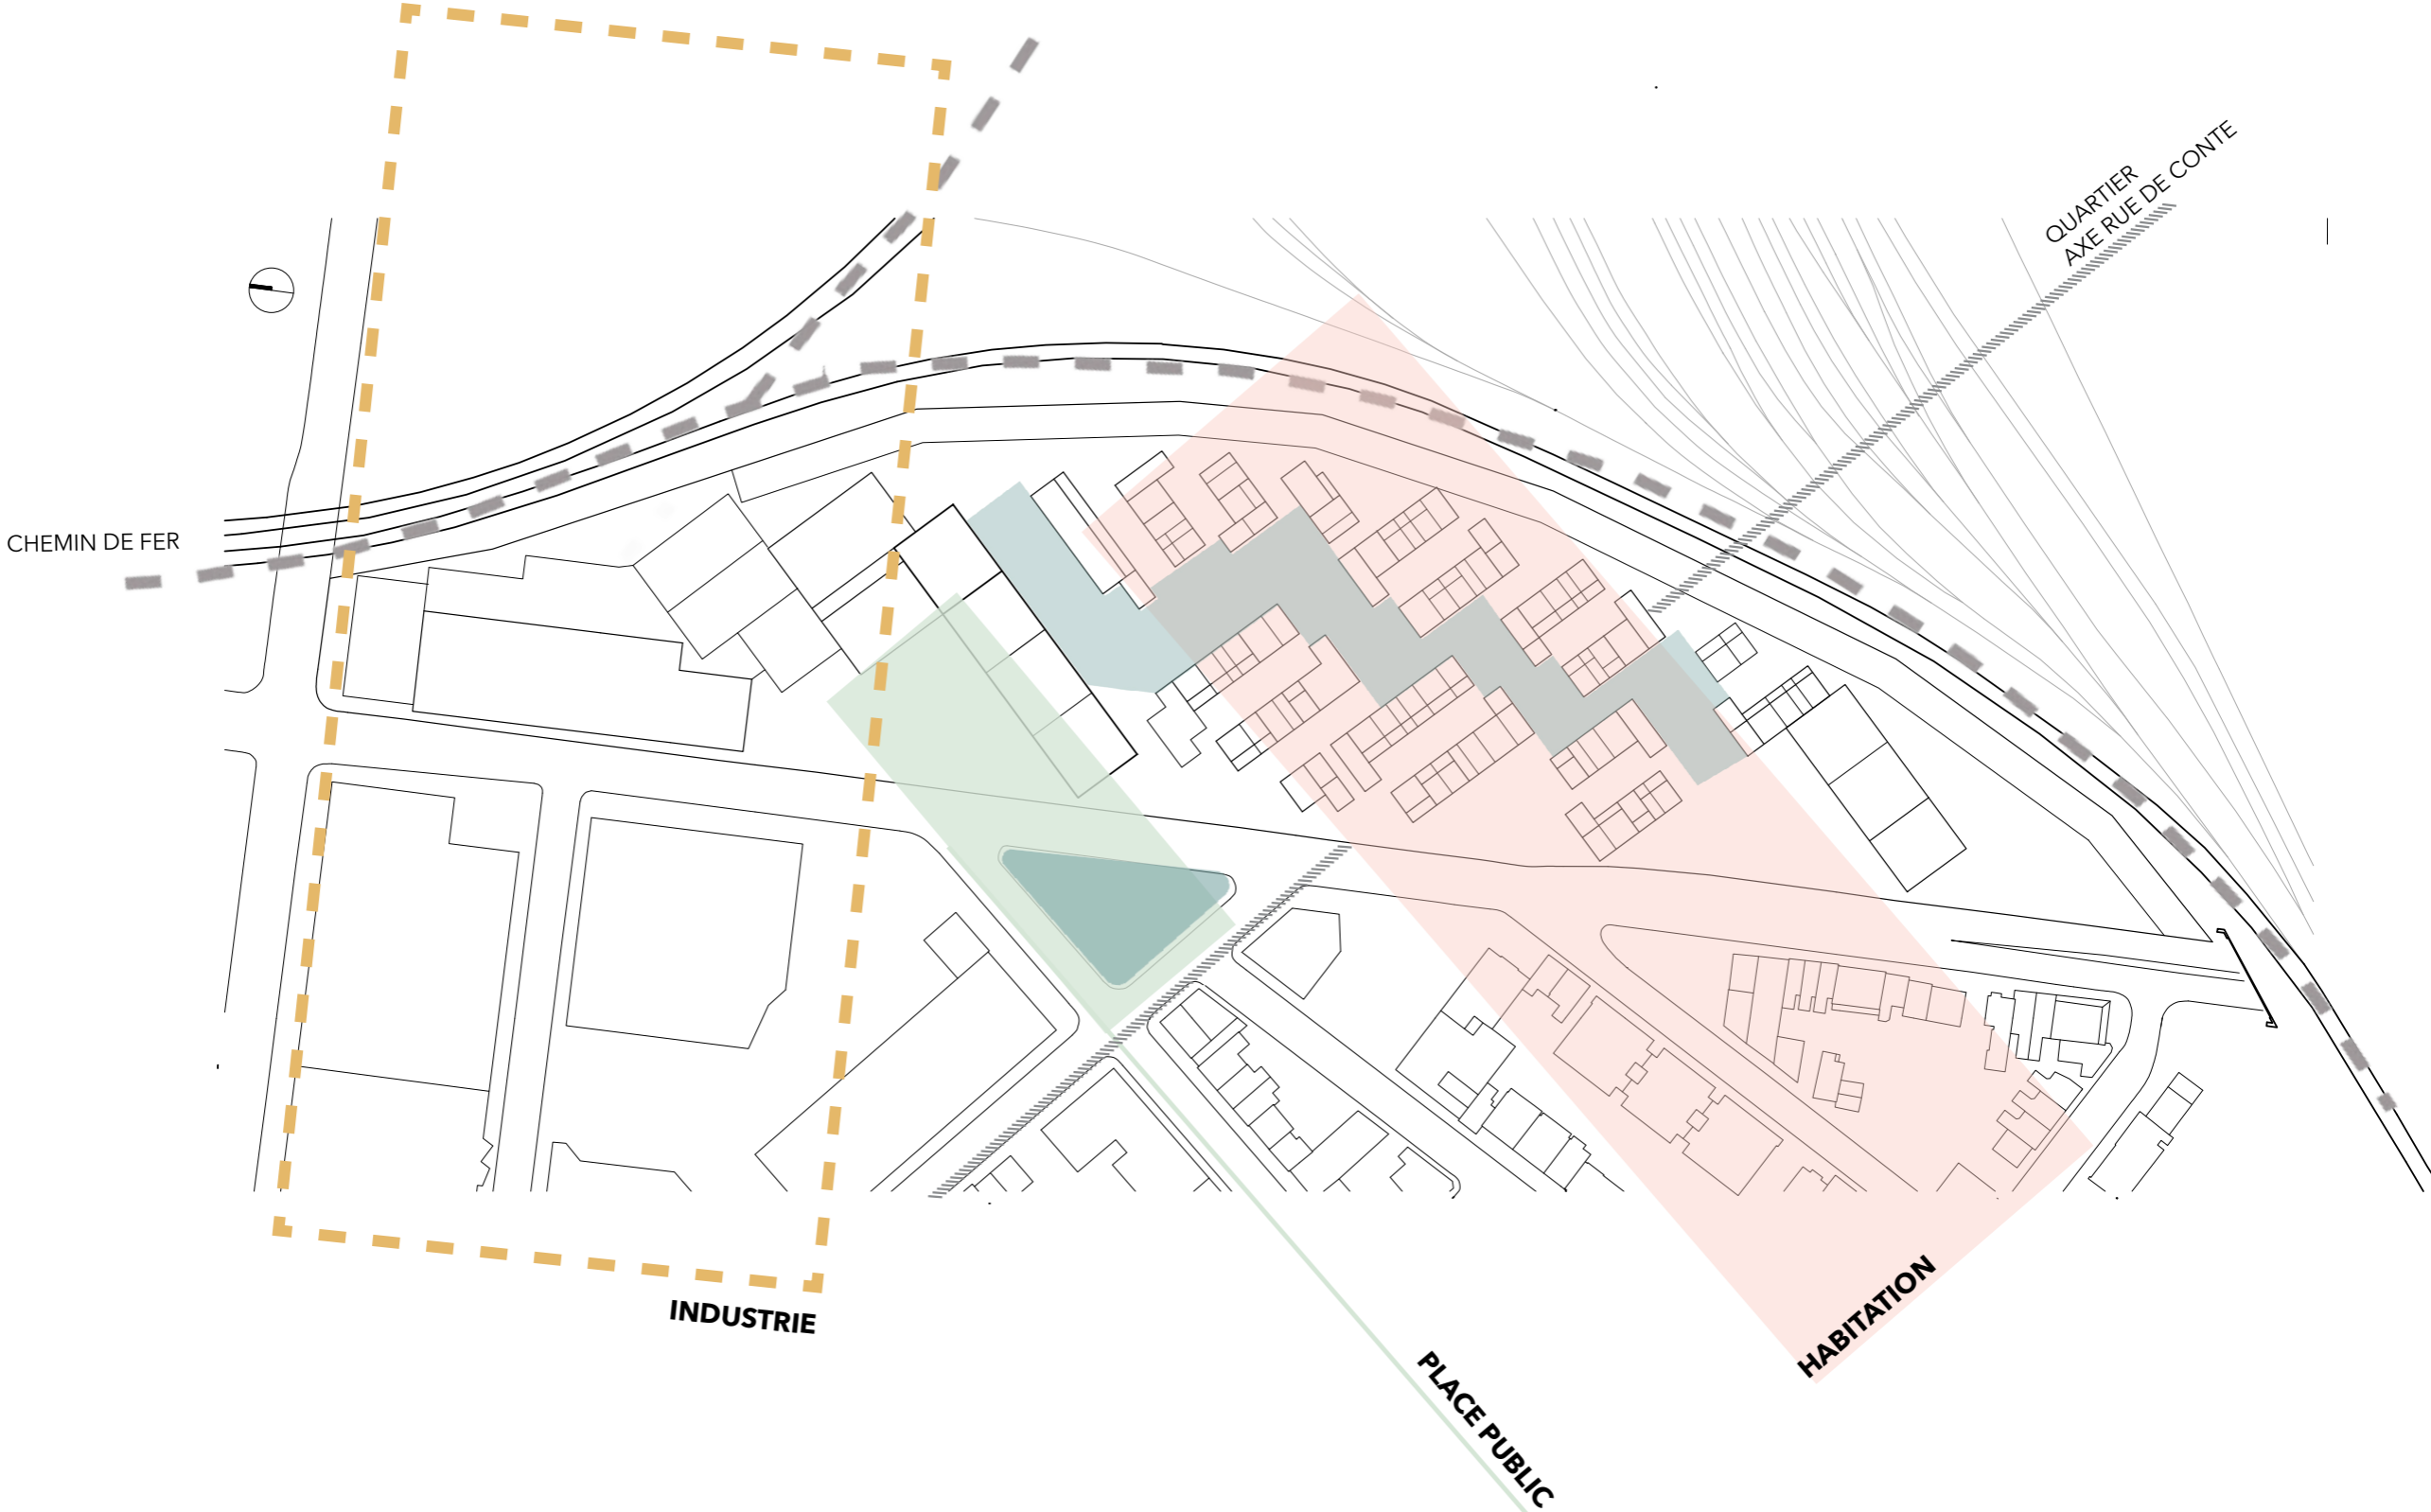 QUARTIER
AXE RUE DE CONTE
CHEMIN DE FER
INDUSTRIE
HABITATION
PLACE PUBLIC